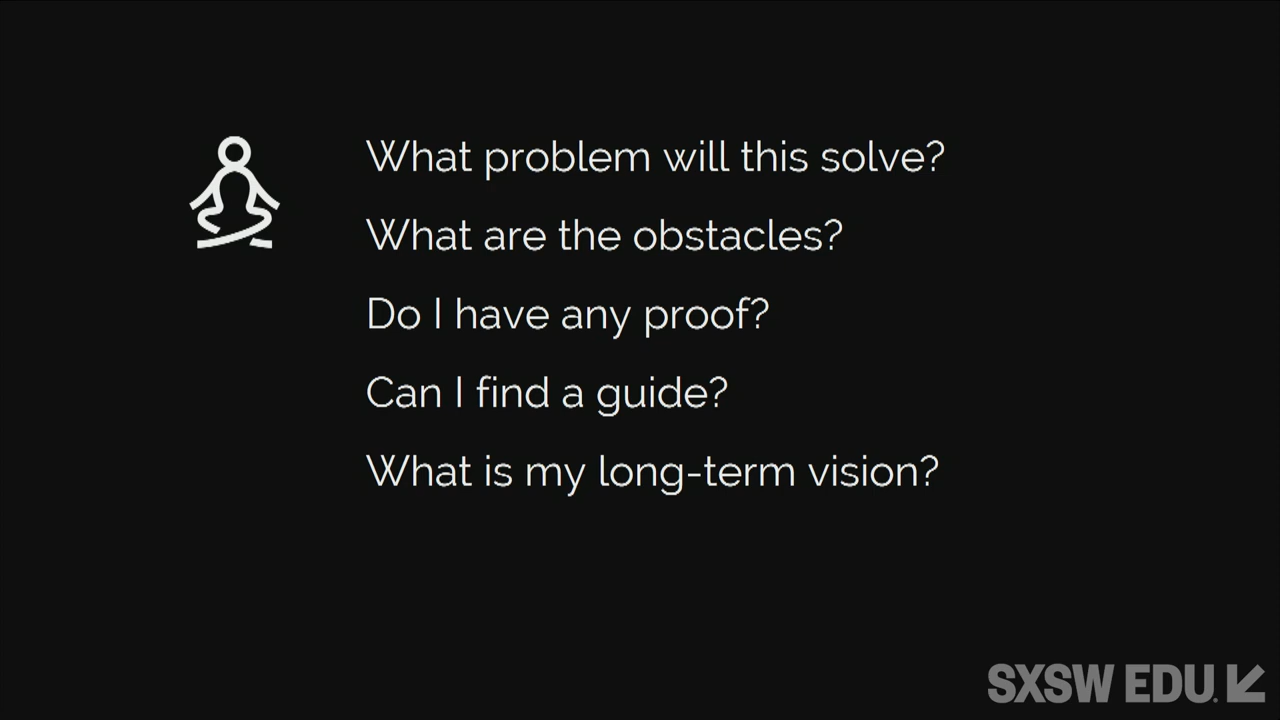 What problem will this solve?
What are the obstacles?
Do I have any proof?
Can I find a guide?
What is my long-term vision?
SXSW EDU.